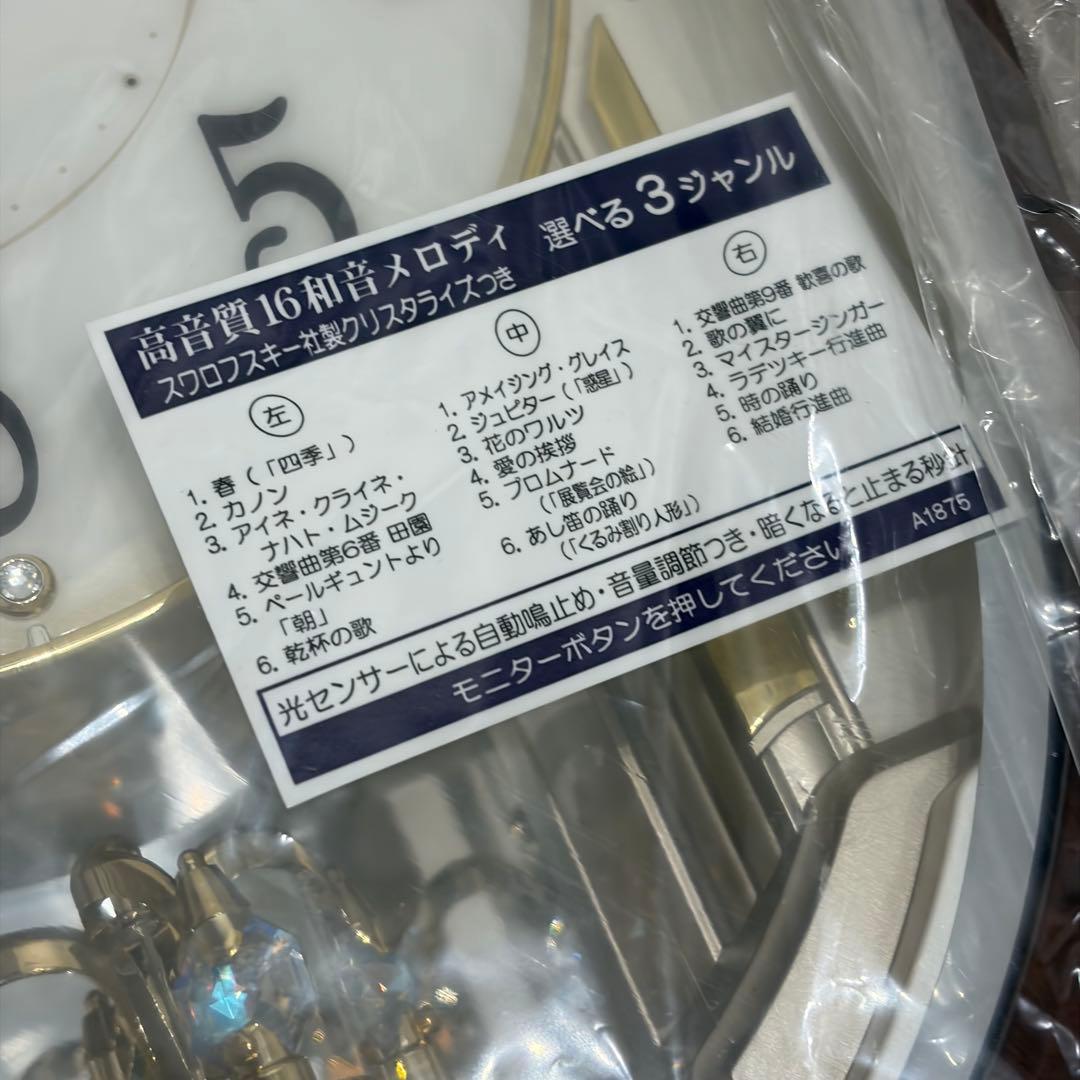 5
高音質16和音メロディ 選べる3ジャンル
スワロフスキー社製クリスタライズつき
左
1. 春(「四季」)
2. カノン
3. アイネ・クライネ・
ナハト・ムジーク
4. 交響曲第6番 田園
5. ペールギュントより
「朝」
6. 乾杯の歌
中
1. アメイジング・グレイス
2. ジュピター(「惑星」)
3. 花のワルツ
4. 愛の挨拶
5. プロムナード
(「展覧会の絵」)
6. あし笛の踊り
(「くるみ割り人形」)
右
1. 交響曲第9番 歓喜の歌
2. 歌の翼に
3. マイスタージンガー
4. ラデツキー行進曲
5. 時の踊り
6. 結婚行進曲
光センサーによる自動鳴止め・音量調節つき・暗くなると止まる秒針
モニターボタンを押してください
A1875